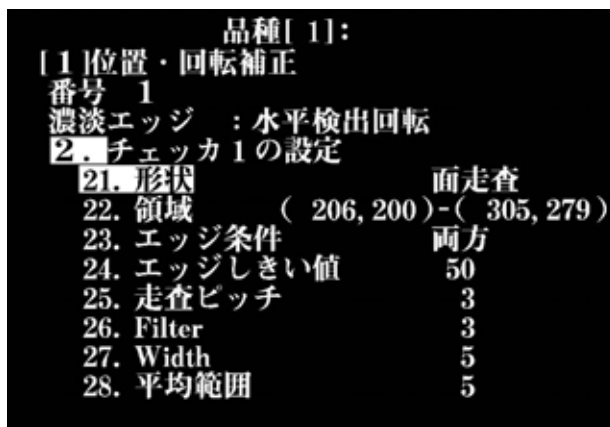 品種[ 1]:
[1]位置・回転補正
番号 1
濃淡エッジ :水平検出回転
2. チェッカ1の設定
21. 形状 面走査
22. 領域 ( 206, 200)-( 305, 279)
23. エッジ条件 両方
24. エッジしきい値 50
25. 走査ピッチ 3
26. Filter 3
27. Width 5
28. 平均範囲 5